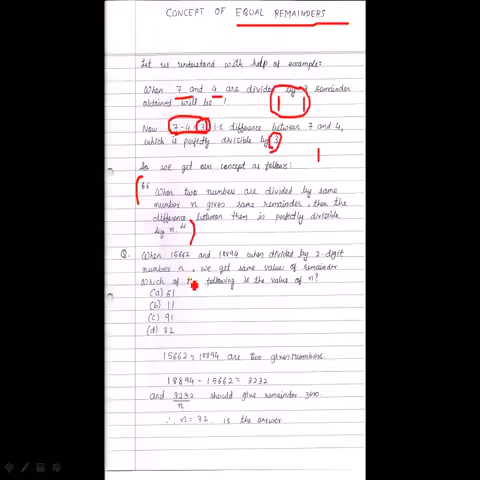 CONCEPT OF EQUAL REMAINDERS
Let us understand with help of example:
When 7 and 4 are divided by 3 remainder
obtained will be 1
1 1
Now 7-4 = 3 i.e difference between 7 and 4,
which is perfectly divisible by 3
1
So we get our concept as follows:
"When two number are divided by same
number n gives same remainder, then the
difference between them is perfectly divisible
by n."
Q. When 15662 and 18894 when divided by 2-digit
number n, we get same value of remainder
Which of the following is the value of n?
(a) 61
(b) 11
(c) 91
(d) 32
15662, 18894 are two given numbers
18894 - 15662 = 3232
and 3232/n should give remainder zero.
∴ n = 32 is the answer